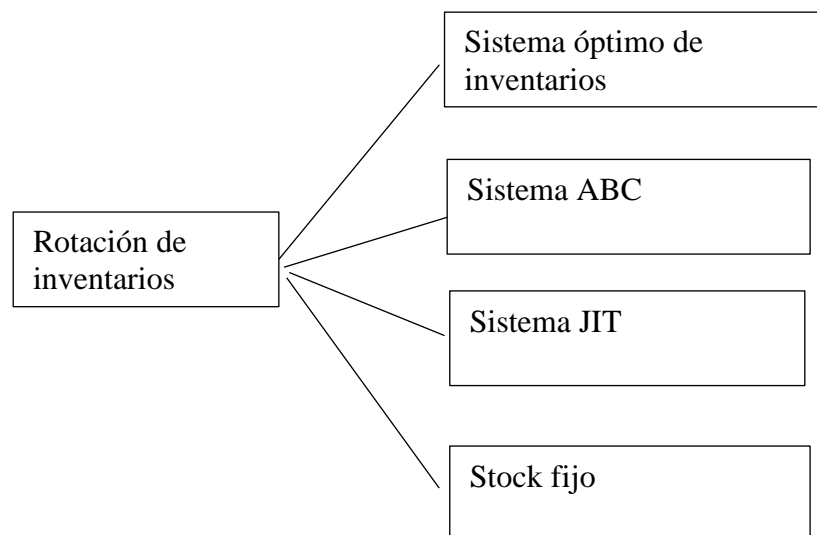 Sistema óptimo de
inventarios
Sistema ABC
Rotación de
inventarios
Sistema JIT
Stock fijo